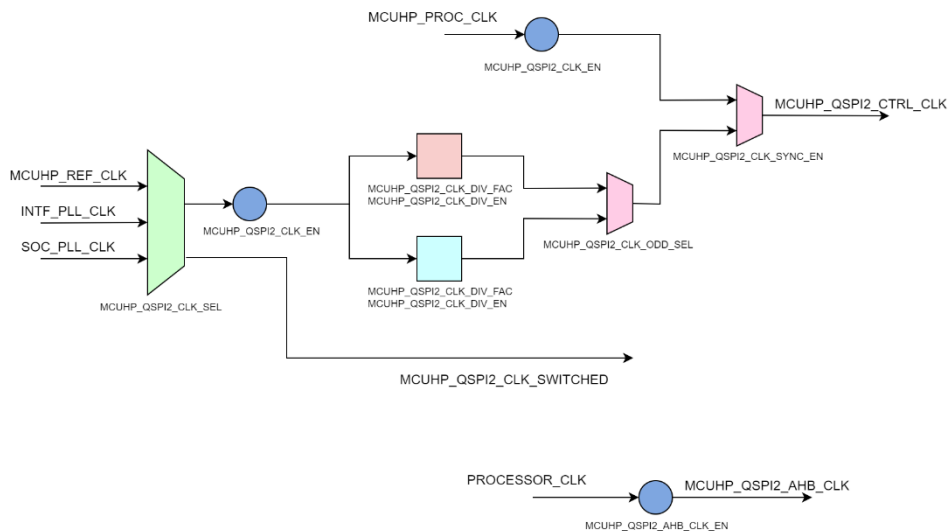 MCUHP_PROC_CLK
MCUHP_QSPI2_CLK_EN
MCUHP_QSPI2_CTRL_CLK
MCUHP_QSPI2_CLK_SYNC_EN
MCUHP_REF_CLK
INTF_PLL_CLK
SOC_PLL_CLK
MCUHP_QSPI2_CLK_SEL
MCUHP_QSPI2_CLK_EN
MCUHP_QSPI2_CLK_DIV_FAC
MCUHP_QSPI2_CLK_DIV_EN
MCUHP_QSPI2_CLK_ODD_SEL
MCUHP_QSPI2_CLK_DIV_FAC
MCUHP_QSPI2_CLK_DIV_EN
MCUHP_QSPI2_CLK_SWITCHED
PROCESSOR_CLK
MCUHP_QSPI2_AHB_CLK
MCUHP_QSPI2_AHB_CLK_EN